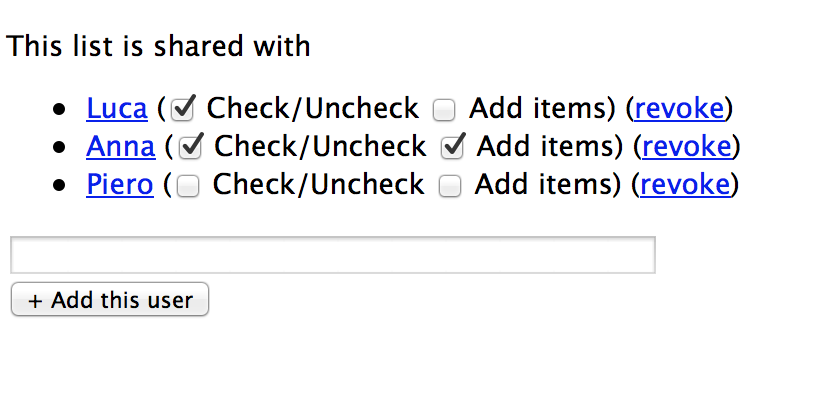 This list is shared with
Luca (Check/Uncheck Add items) (revoke)
Anna (Check/Uncheck Add items) (revoke)
Piero (Check/Uncheck Add items) (revoke)
+ Add this user